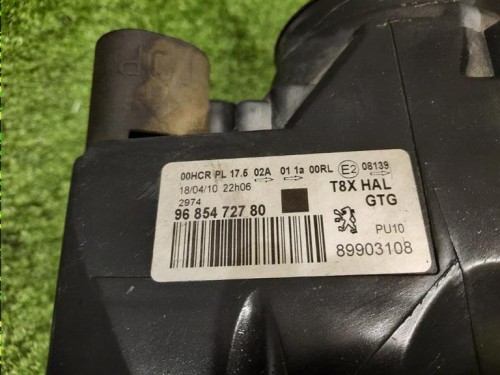 00HCR PL 17.5 02A 01 1a 00RL E2 08139
18/04/10 22h06
2974
96 854 727 80
T8X HAL
GTG
PU10
89903108